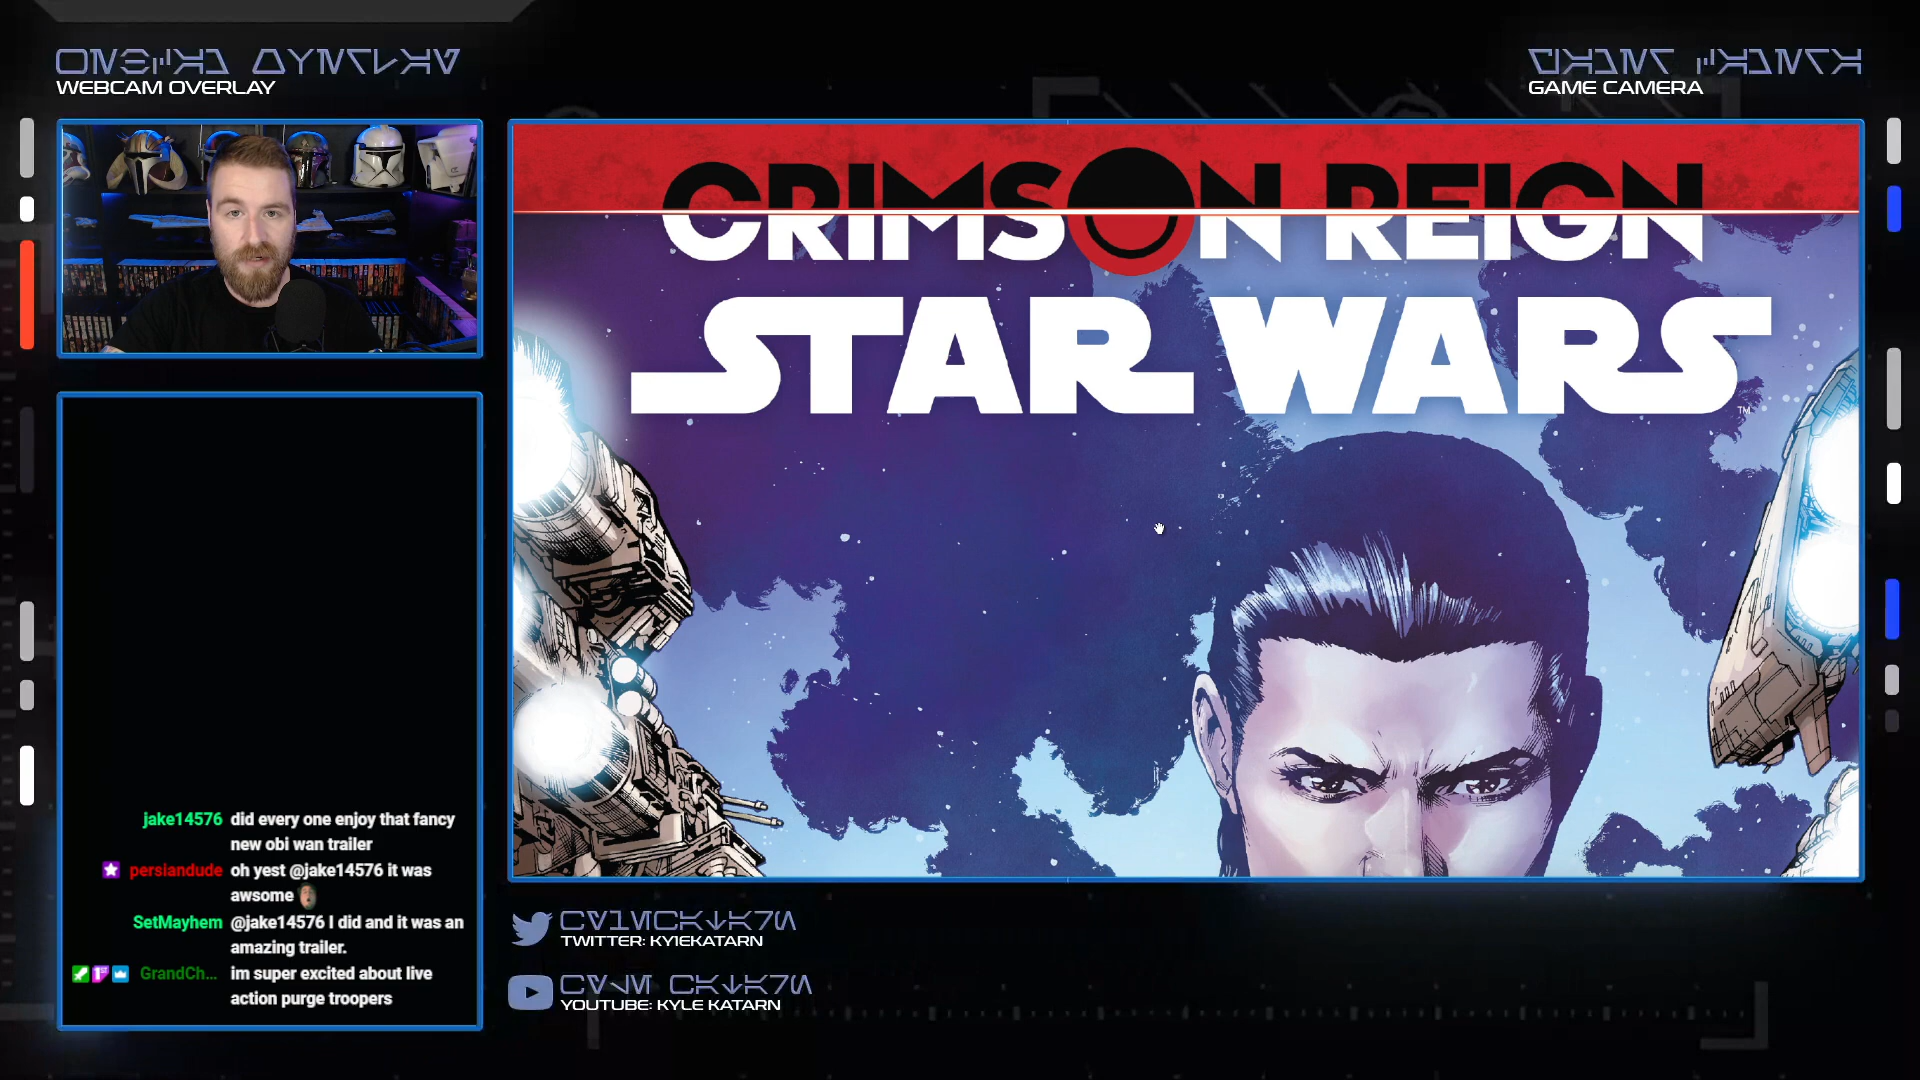 WEBCAM OVERLAY
GAME CAMERA
CRIMSON REIGN
STAR WARS
TM
jake14576 did every one enjoy that fancy
new obi wan trailer
persiandude oh yest @jake14576 it was
awsome
SetMayhem @jake14576 I did and it was an
amazing trailer.
GrandCh... im super excited about live
action purge troopers
TWITTER: KY1EKATARN
YOUTUBE: KYLE KATARN